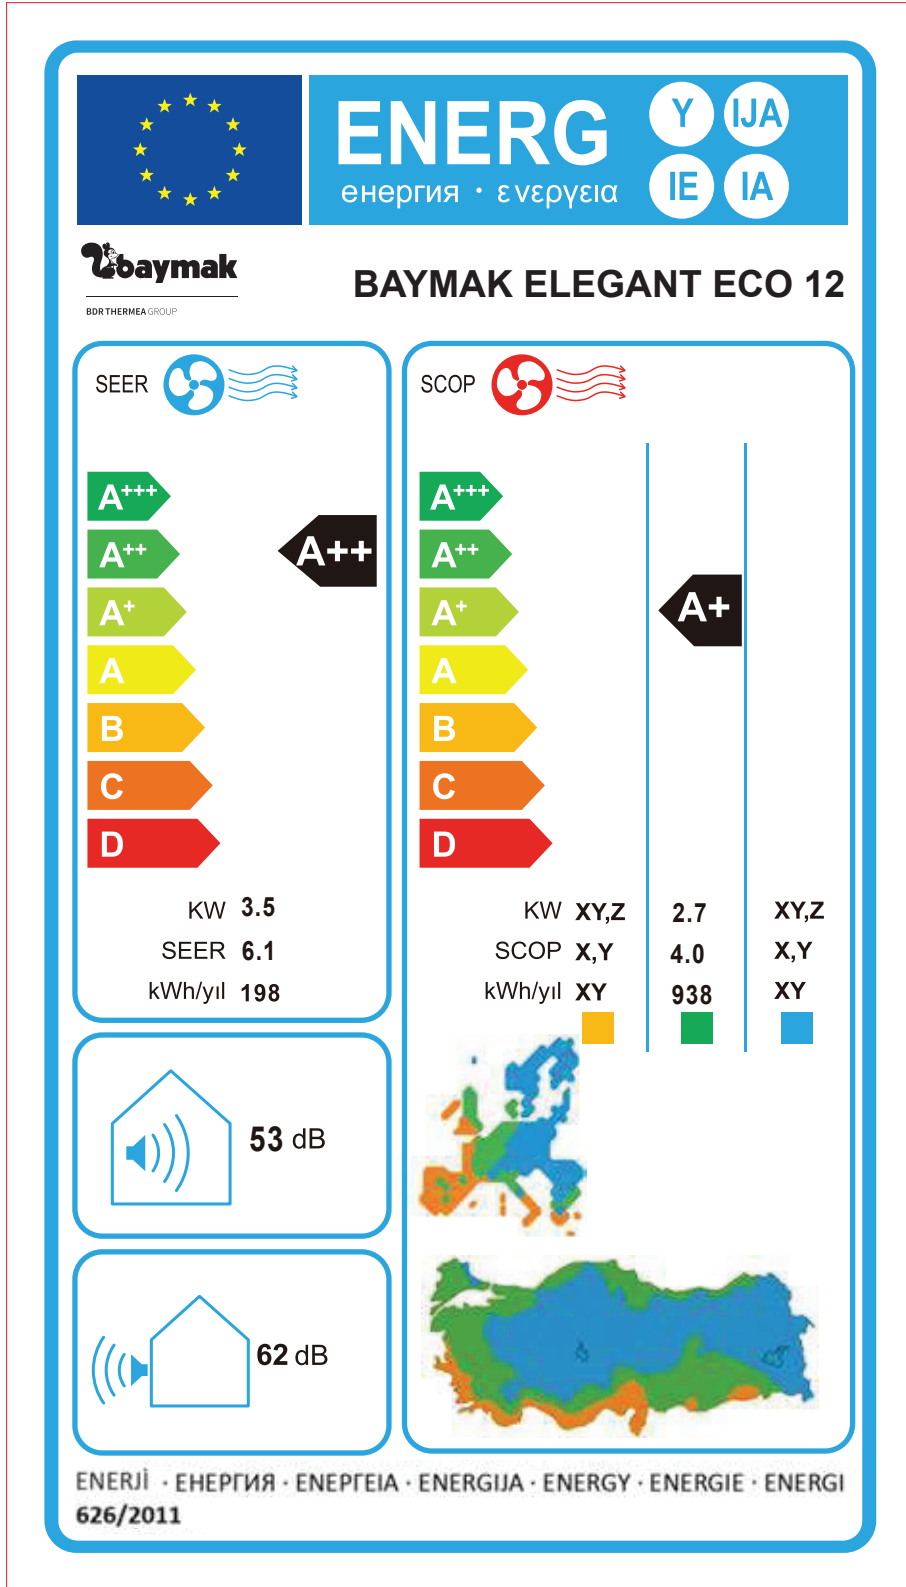 ENERG
енергия · ενεργεια
Y IJA
IE IA
baymak
BDR THERMEA GROUP
BAYMAK ELEGANT ECO 12
SEER
A+++
A++
A+
A
B
C
D
A++
KW 3.5
SEER 6.1
kWh/yıl 198
SCOP
A+++
A++
A+
A
B
C
D
A+
KW XY,Z 2.7 XY,Z
SCOP X,Y 4.0 X,Y
kWh/yıl XY 938 XY
53 dB
62 dB
ENERJİ · ЕНЕРГИЯ · ΕΝΕΡΓΕΙΑ · ENERGIJA · ENERGY · ENERGIE · ENERGI
626/2011